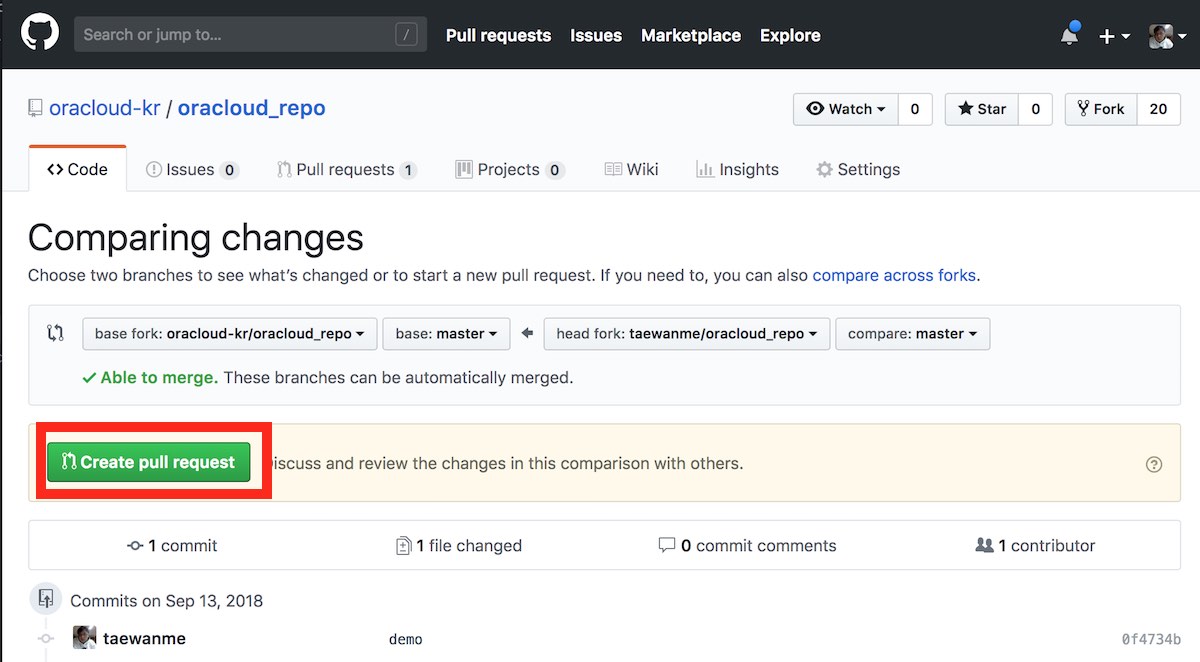 Search or jump to... / Pull requests Issues Marketplace Explore
oracloud-kr / oracloud_repo Watch 0 Star 0 Fork 20
Code Issues 0 Pull requests 1 Projects 0 Wiki Insights Settings
Comparing changes
Choose two branches to see what's changed or to start a new pull request. If you need to, you can also compare across forks.
base fork: oracloud-kr/oracloud_repo base: master head fork: taewanme/oracloud_repo compare: master
Able to merge. These branches can be automatically merged.
Create pull request iscuss and review the changes in this comparison with others.
1 commit 1 file changed 0 commit comments 1 contributor
Commits on Sep 13, 2018
taewanme demo 0f4734b